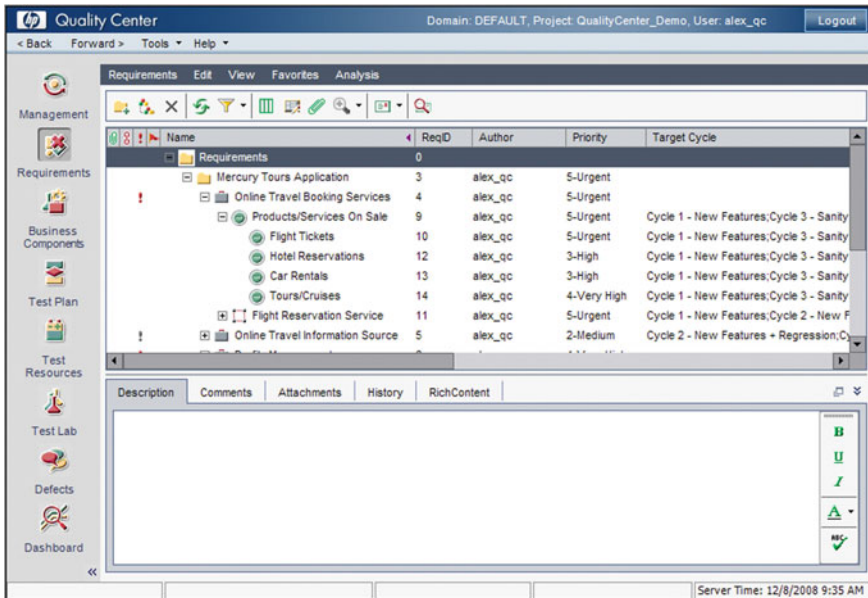 hp Quality Center
Domain: DEFAULT, Project: QualityCenter_Demo, User: alex_qc
Logout
< Back Forward > Tools Help
Requirements Edit View Favorites Analysis
Management
Requirements
Business
Components
Test Plan
Test
Resources
Test Lab
Defects
Dashboard
Name ReqID Author Priority Target Cycle
Requirements 0
Mercury Tours Application 3 alex_qc 5-Urgent
Online Travel Booking Services 4 alex_qc 5-Urgent
Products/Services On Sale 9 alex_qc 5-Urgent Cycle 1 - New Features;Cycle 3 - Sanity
Flight Tickets 10 alex_qc 5-Urgent Cycle 1 - New Features;Cycle 3 - Sanity
Hotel Reservations 12 alex_qc 3-High Cycle 1 - New Features;Cycle 3 - Sanity
Car Rentals 13 alex_qc 3-High Cycle 1 - New Features;Cycle 3 - Sanity
Tours/Cruises 14 alex_qc 4-Very High Cycle 1 - New Features;Cycle 3 - Sanity
Flight Reservation Service 11 alex_qc 5-Urgent Cycle 1 - New Features;Cycle 2 - New F
Online Travel Information Source 5 alex_qc 2-Medium Cycle 2 - New Features + Regression;Cy
Description Comments Attachments History RichContent
B
U
I
A
ABC
Server Time: 12/8/2008 9:35 AM